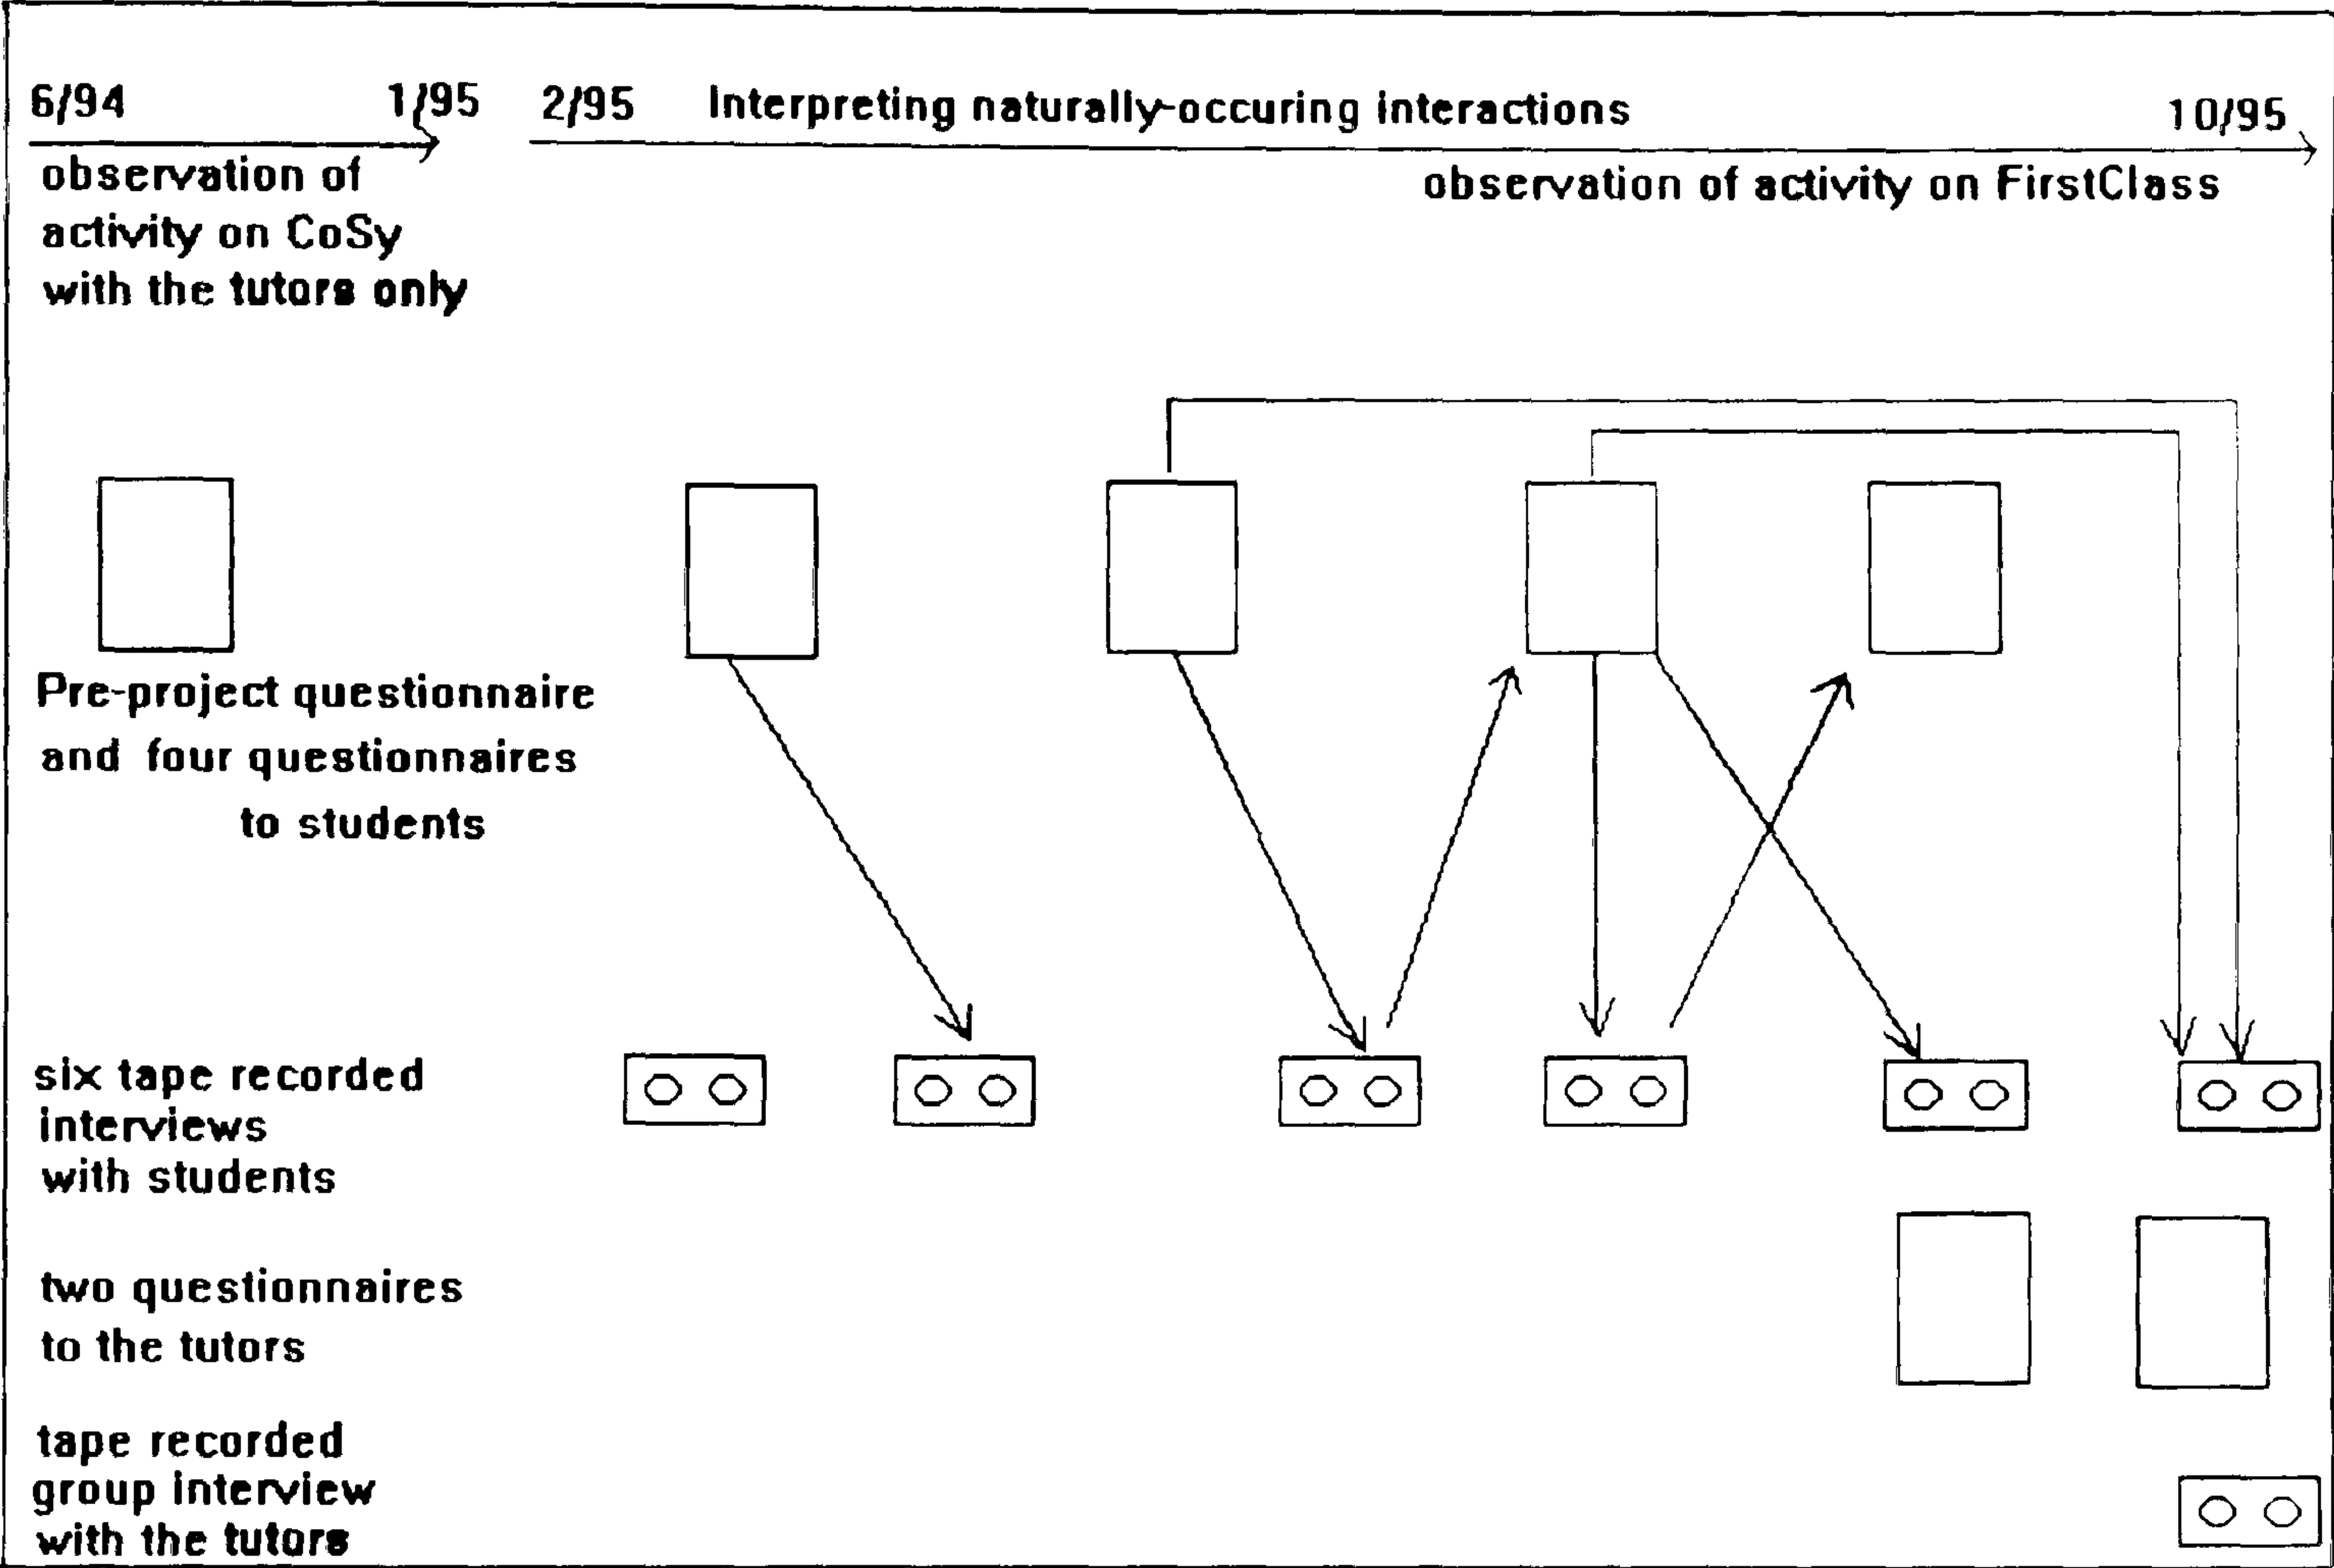 6/94 1/95 2/95 Interpreting naturally-occuring interactions 10/95
observation of
activity on CoSy
with the tutors only
observation of activity on FirstClass
Pre-project questionnaire
and four questionnaires
to students
six tape recorded
interviews
with students
two questionnaires
to the tutors
tape recorded
group interview
with the tutors